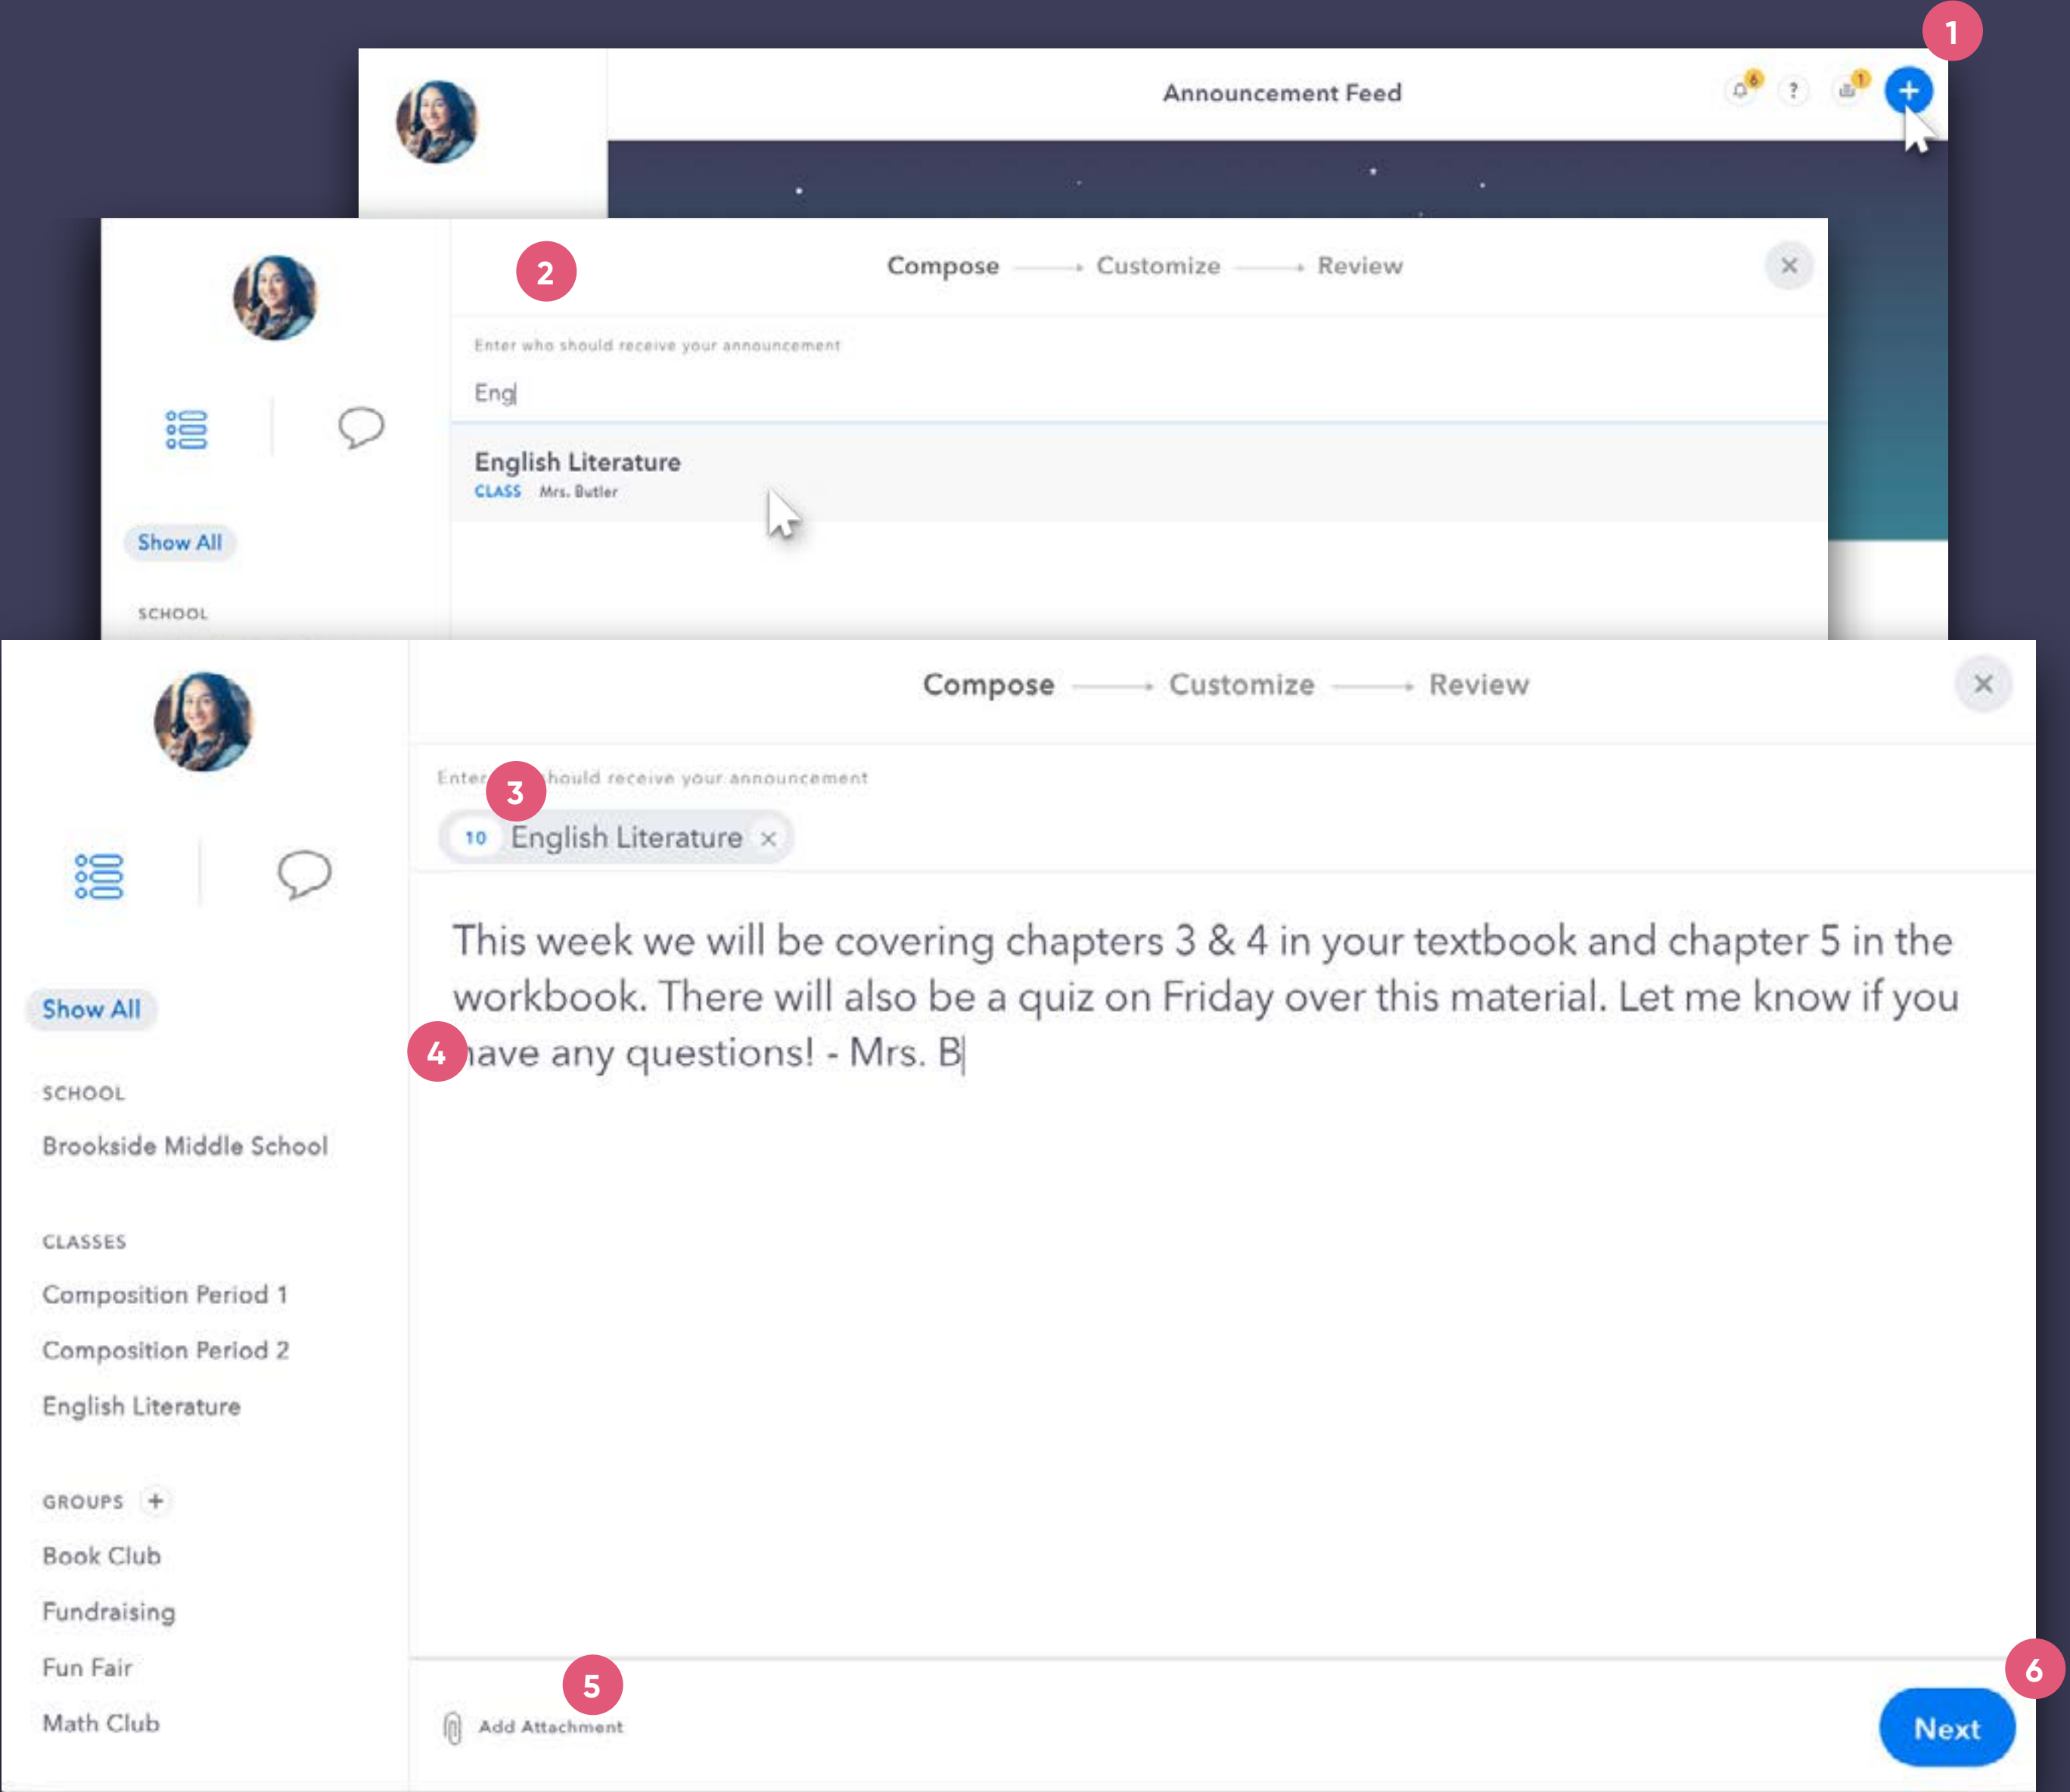 1
Announcement Feed
6
?
1
+
2
Compose Customize Review
×
Enter who should receive your announcement
Eng
English Literature
CLASS Mrs. Butler
Show All
SCHOOL
Compose Customize Review
×
Enter should receive your announcement
3
10 English Literature ×
This week we will be covering chapters 3 & 4 in your textbook and chapter 5 in the
workbook. There will also be a quiz on Friday over this material. Let me know if you
have any questions! - Mrs. B
4
Show All
SCHOOL
Brookside Middle School
CLASSES
Composition Period 1
Composition Period 2
English Literature
GROUPS +
Book Club
Fundraising
Fun Fair
Math Club
5
Add Attachment
6
Next